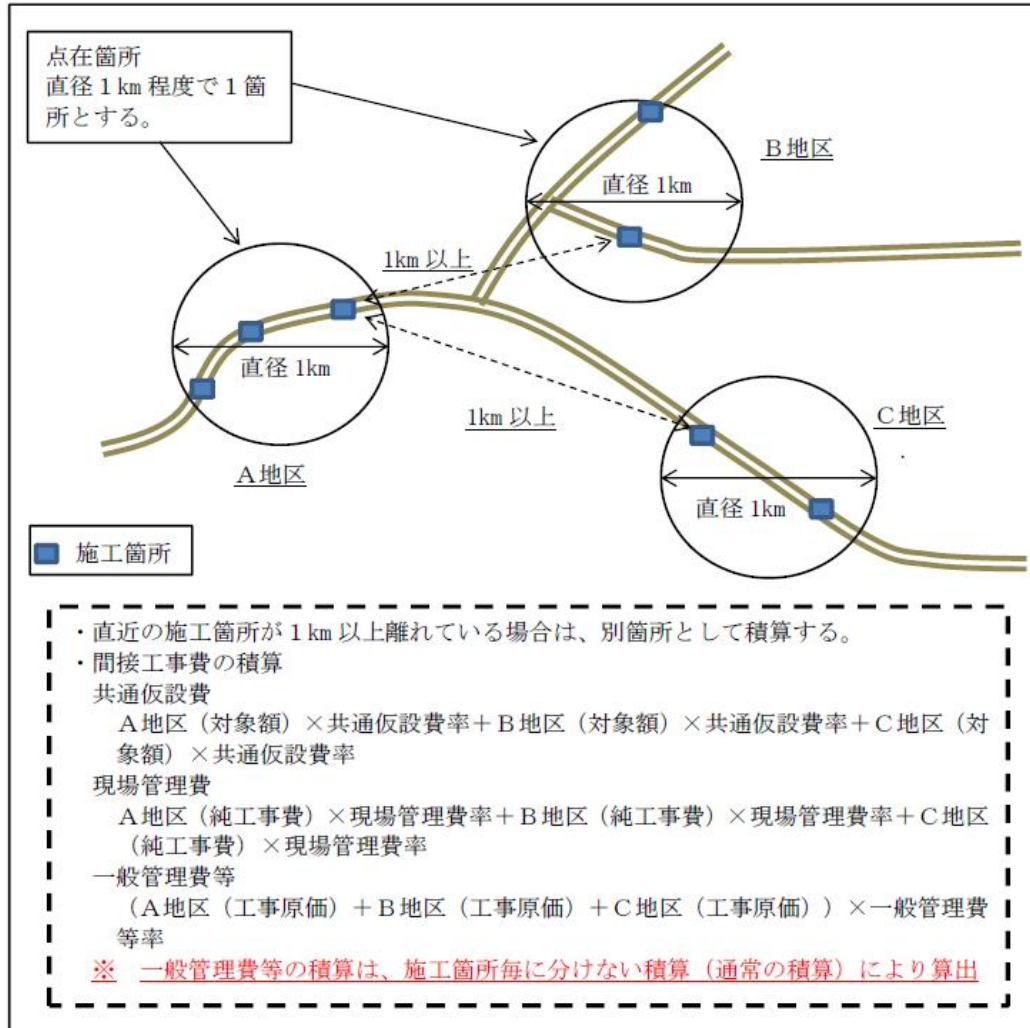 点在箇所
直径１km 程度で１箇
所とする。
Ｂ地区
直径 1km
1km 以上
直径 1km
1km 以上
Ｃ地区
Ａ地区
直径 1km
施工箇所
・直近の施工箇所が１km 以上離れている場合は、別箇所として積算する。
・間接工事費の積算
共通仮設費
Ａ地区（対象額）×共通仮設費率＋Ｂ地区（対象額）×共通仮設費率＋Ｃ地区（対
象額）×共通仮設費率
現場管理費
Ａ地区（純工事費）×現場管理費率＋Ｂ地区（純工事費）×現場管理費率＋Ｃ地区
（純工事費）×現場管理費率
一般管理費等
（Ａ地区（工事原価）＋Ｂ地区（工事原価）＋Ｃ地区（工事原価））×一般管理費
等率
※　一般管理費等の積算は、施工箇所毎に分けない積算（通常の積算）により算出